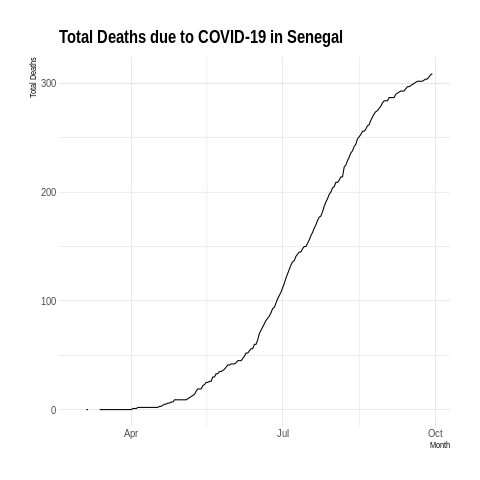 Total Deaths due to COVID-19 in Senegal
Total Deaths
300
200
100
0
Apr
Jul
Oct
Month